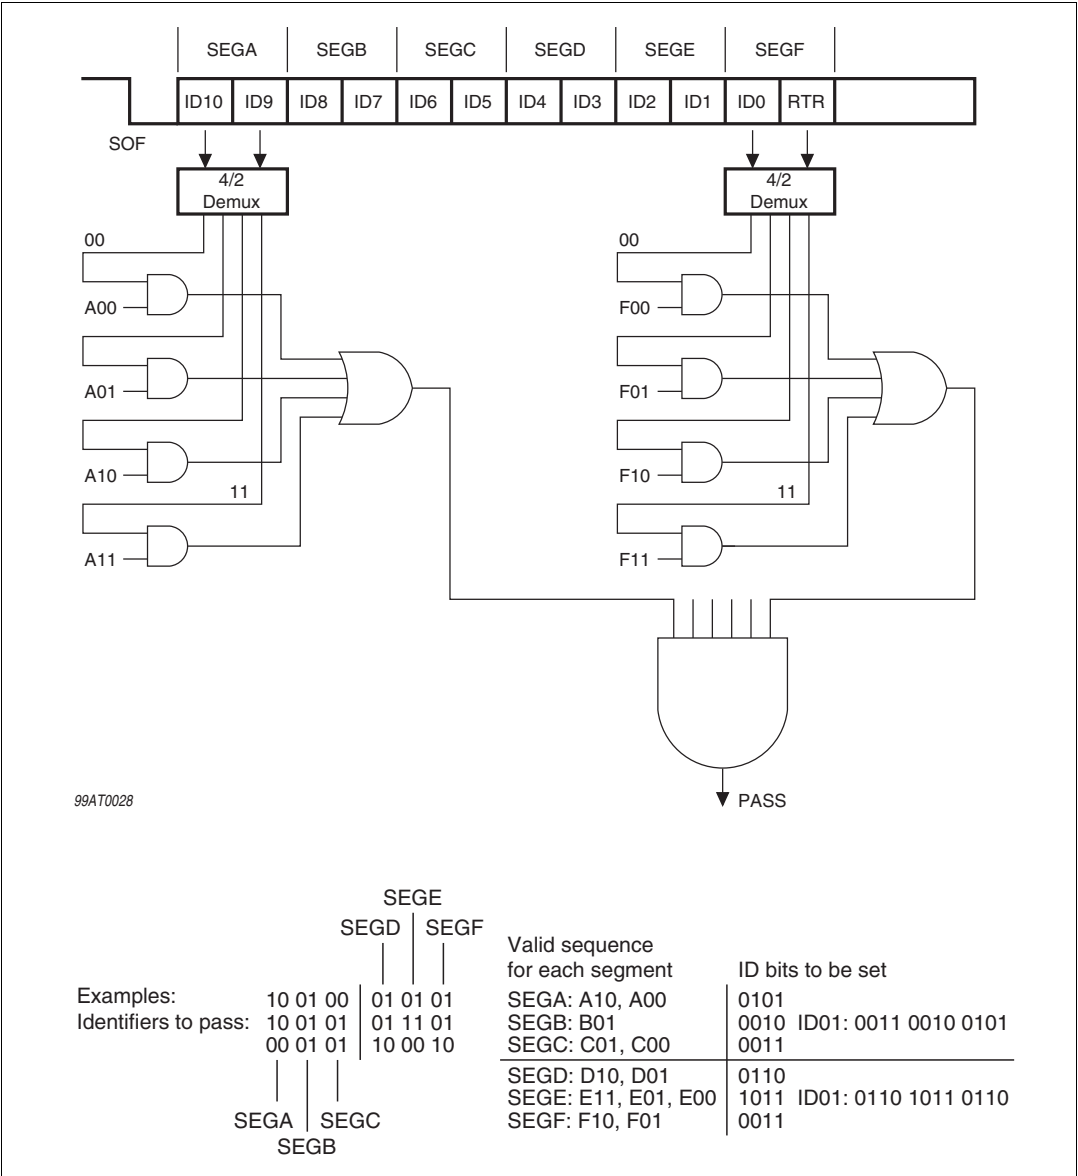 SEGA SEGB SEGC SEGD SEGE SEGF
ID10 ID9 ID8 ID7 ID6 ID5 ID4 ID3 ID2 ID1 ID0 RTR
SOF
4/2
Demux
4/2
Demux
00
A00
A01
A10
11
A11
00
F00
F01
F10
11
F11
PASS
99AT0028
SEGE
SEGD SEGF
Examples: 10 01 00 01 01 01
Identifiers to pass: 10 01 01 01 11 01
00 01 01 10 00 10
SEGA SEGC
SEGB
Valid sequence
for each segment ID bits to be set
SEGA: A10, A00 0101
SEGB: B01 0010 ID01: 0011 0010 0101
SEGC: C01, C00 0011
SEGD: D10, D01 0110
SEGE: E11, E01, E00 1011 ID01: 0110 1011 0110
SEGF: F10, F01 0011